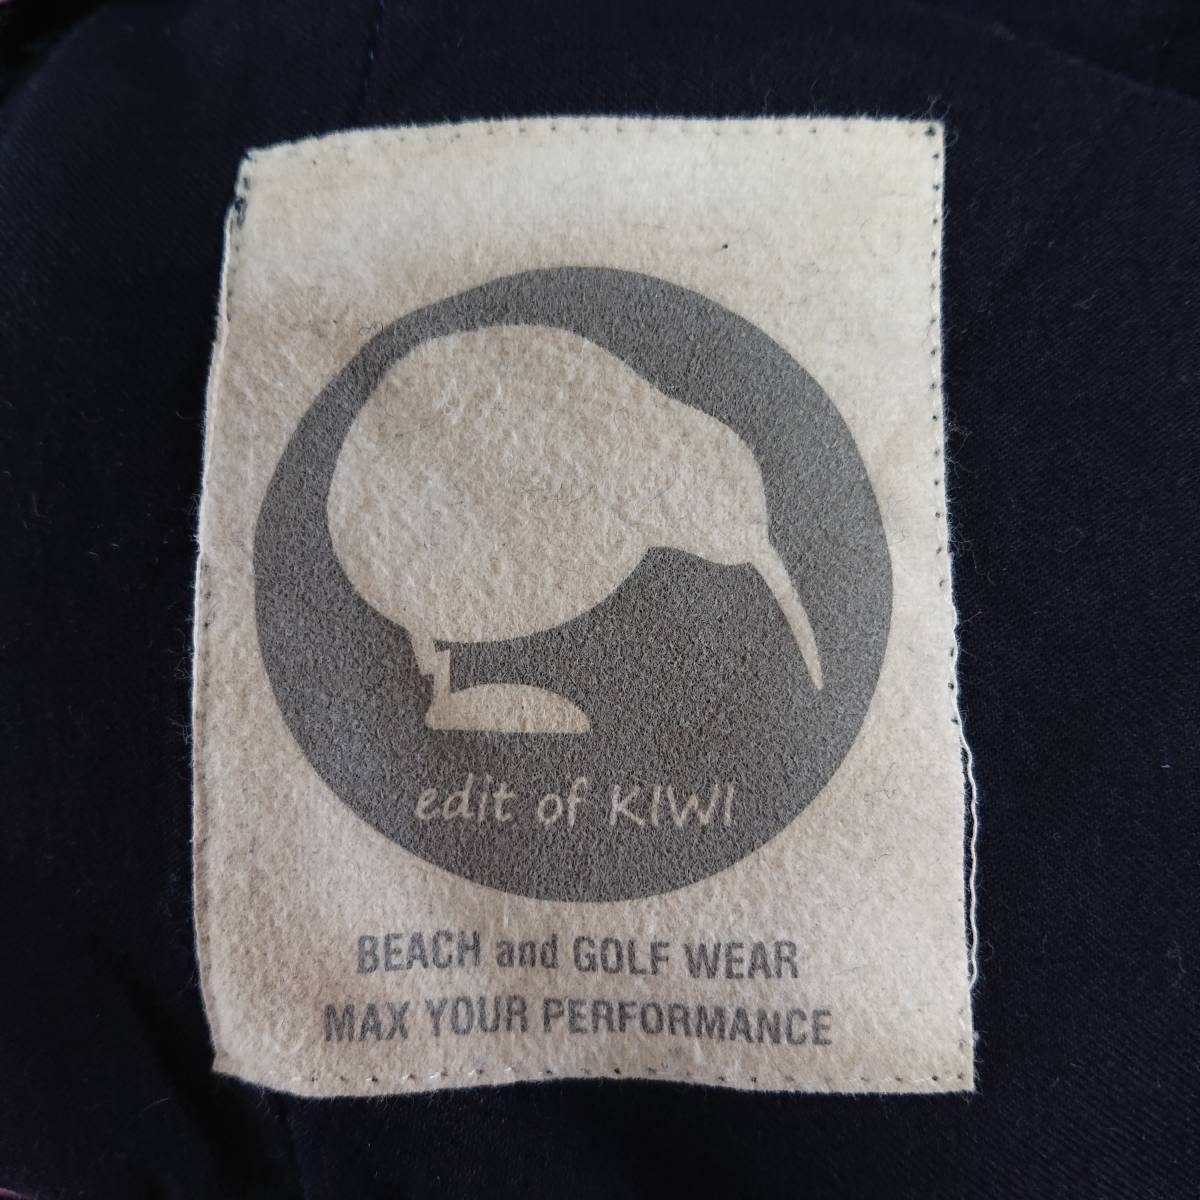 edit of KIWI
BEACH and GOLF WEAR
MAX YOUR PERFORMANCE